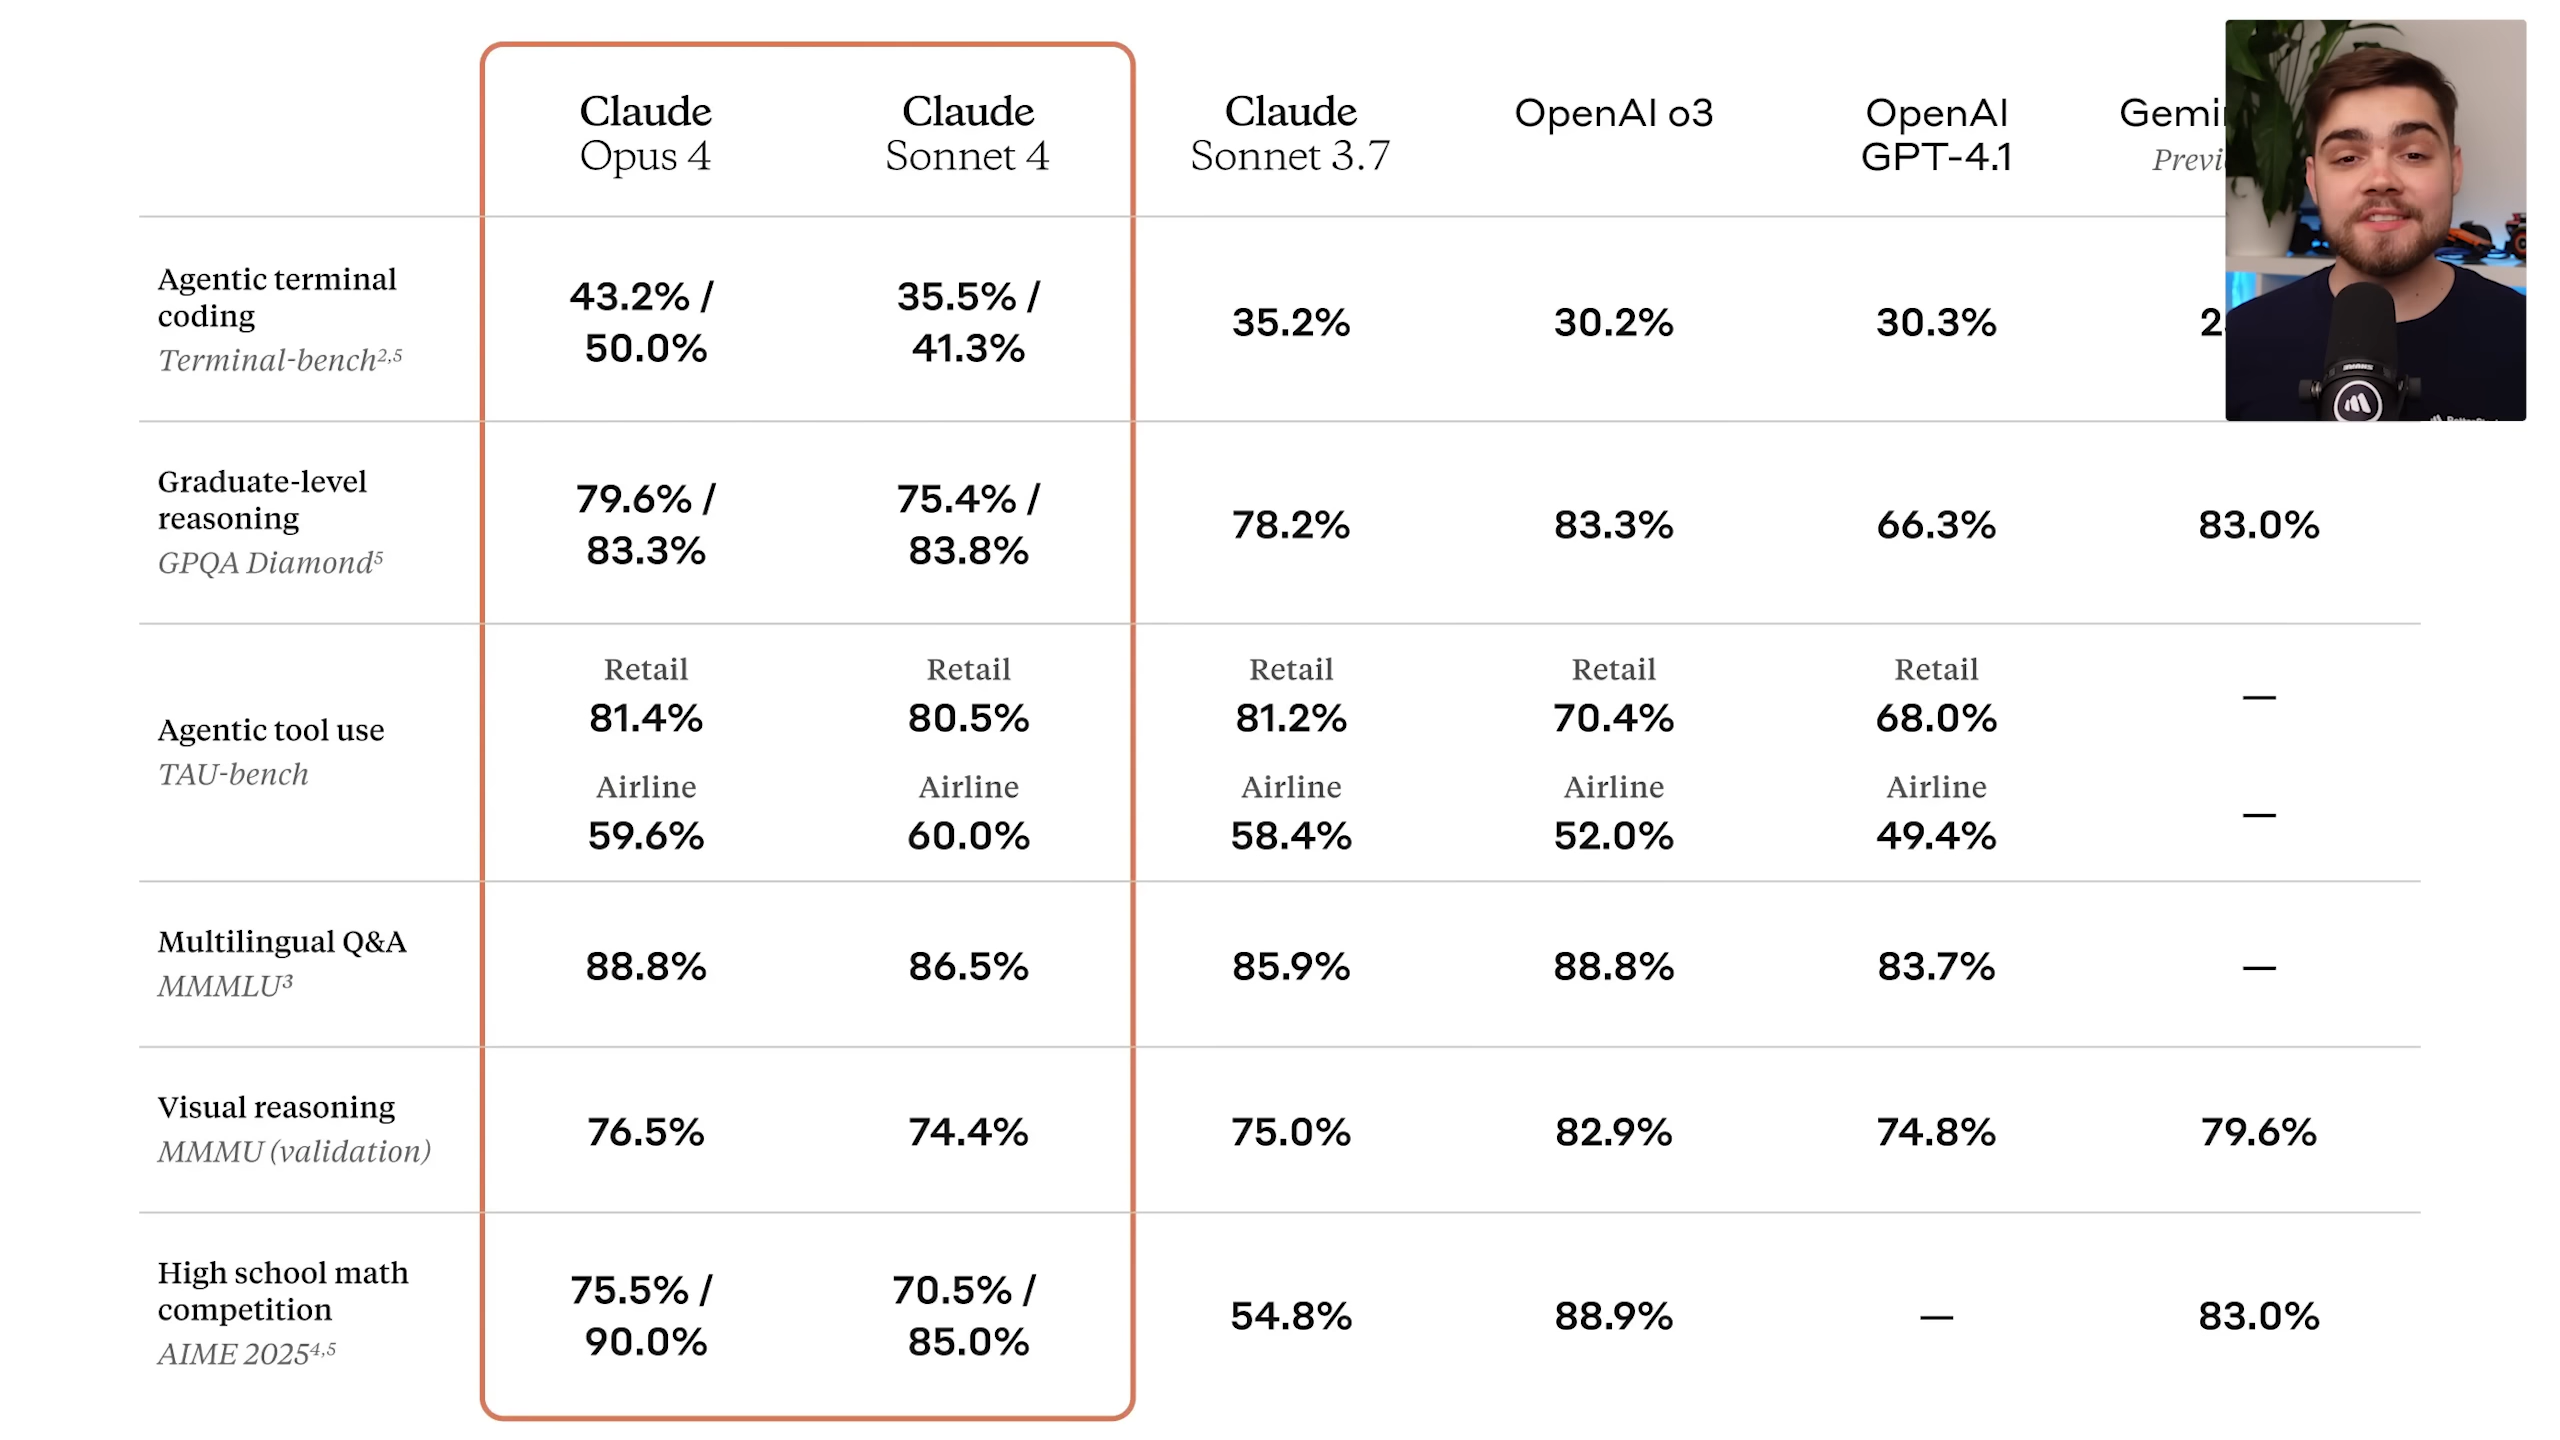 Claude
Opus 4
Claude
Sonnet 4
Claude
Sonnet 3.7
OpenAI o3
OpenAI
GPT-4.1
Agentic terminal
coding
Terminal-bench2,5
43.2% /
50.0%
35.5% /
41.3%
35.2%
30.2%
30.3%
Graduate-level
reasoning
GPQA Diamond5
79.6% /
83.3%
75.4% /
83.8%
78.2%
83.3%
66.3%
83.0%
Agentic tool use
TAU-bench
Retail
81.4%
Airline
59.6%
Retail
80.5%
Airline
60.0%
Retail
81.2%
Airline
58.4%
Retail
70.4%
Airline
52.0%
Retail
68.0%
Airline
49.4%
—
—
Multilingual Q&A
MMMLU3
88.8%
86.5%
85.9%
88.8%
83.7%
—
Visual reasoning
MMMU (validation)
76.5%
74.4%
75.0%
82.9%
74.8%
79.6%
High school math
competition
AIME 20254,5
75.5% /
90.0%
70.5% /
85.0%
54.8%
88.9%
—
83.0%